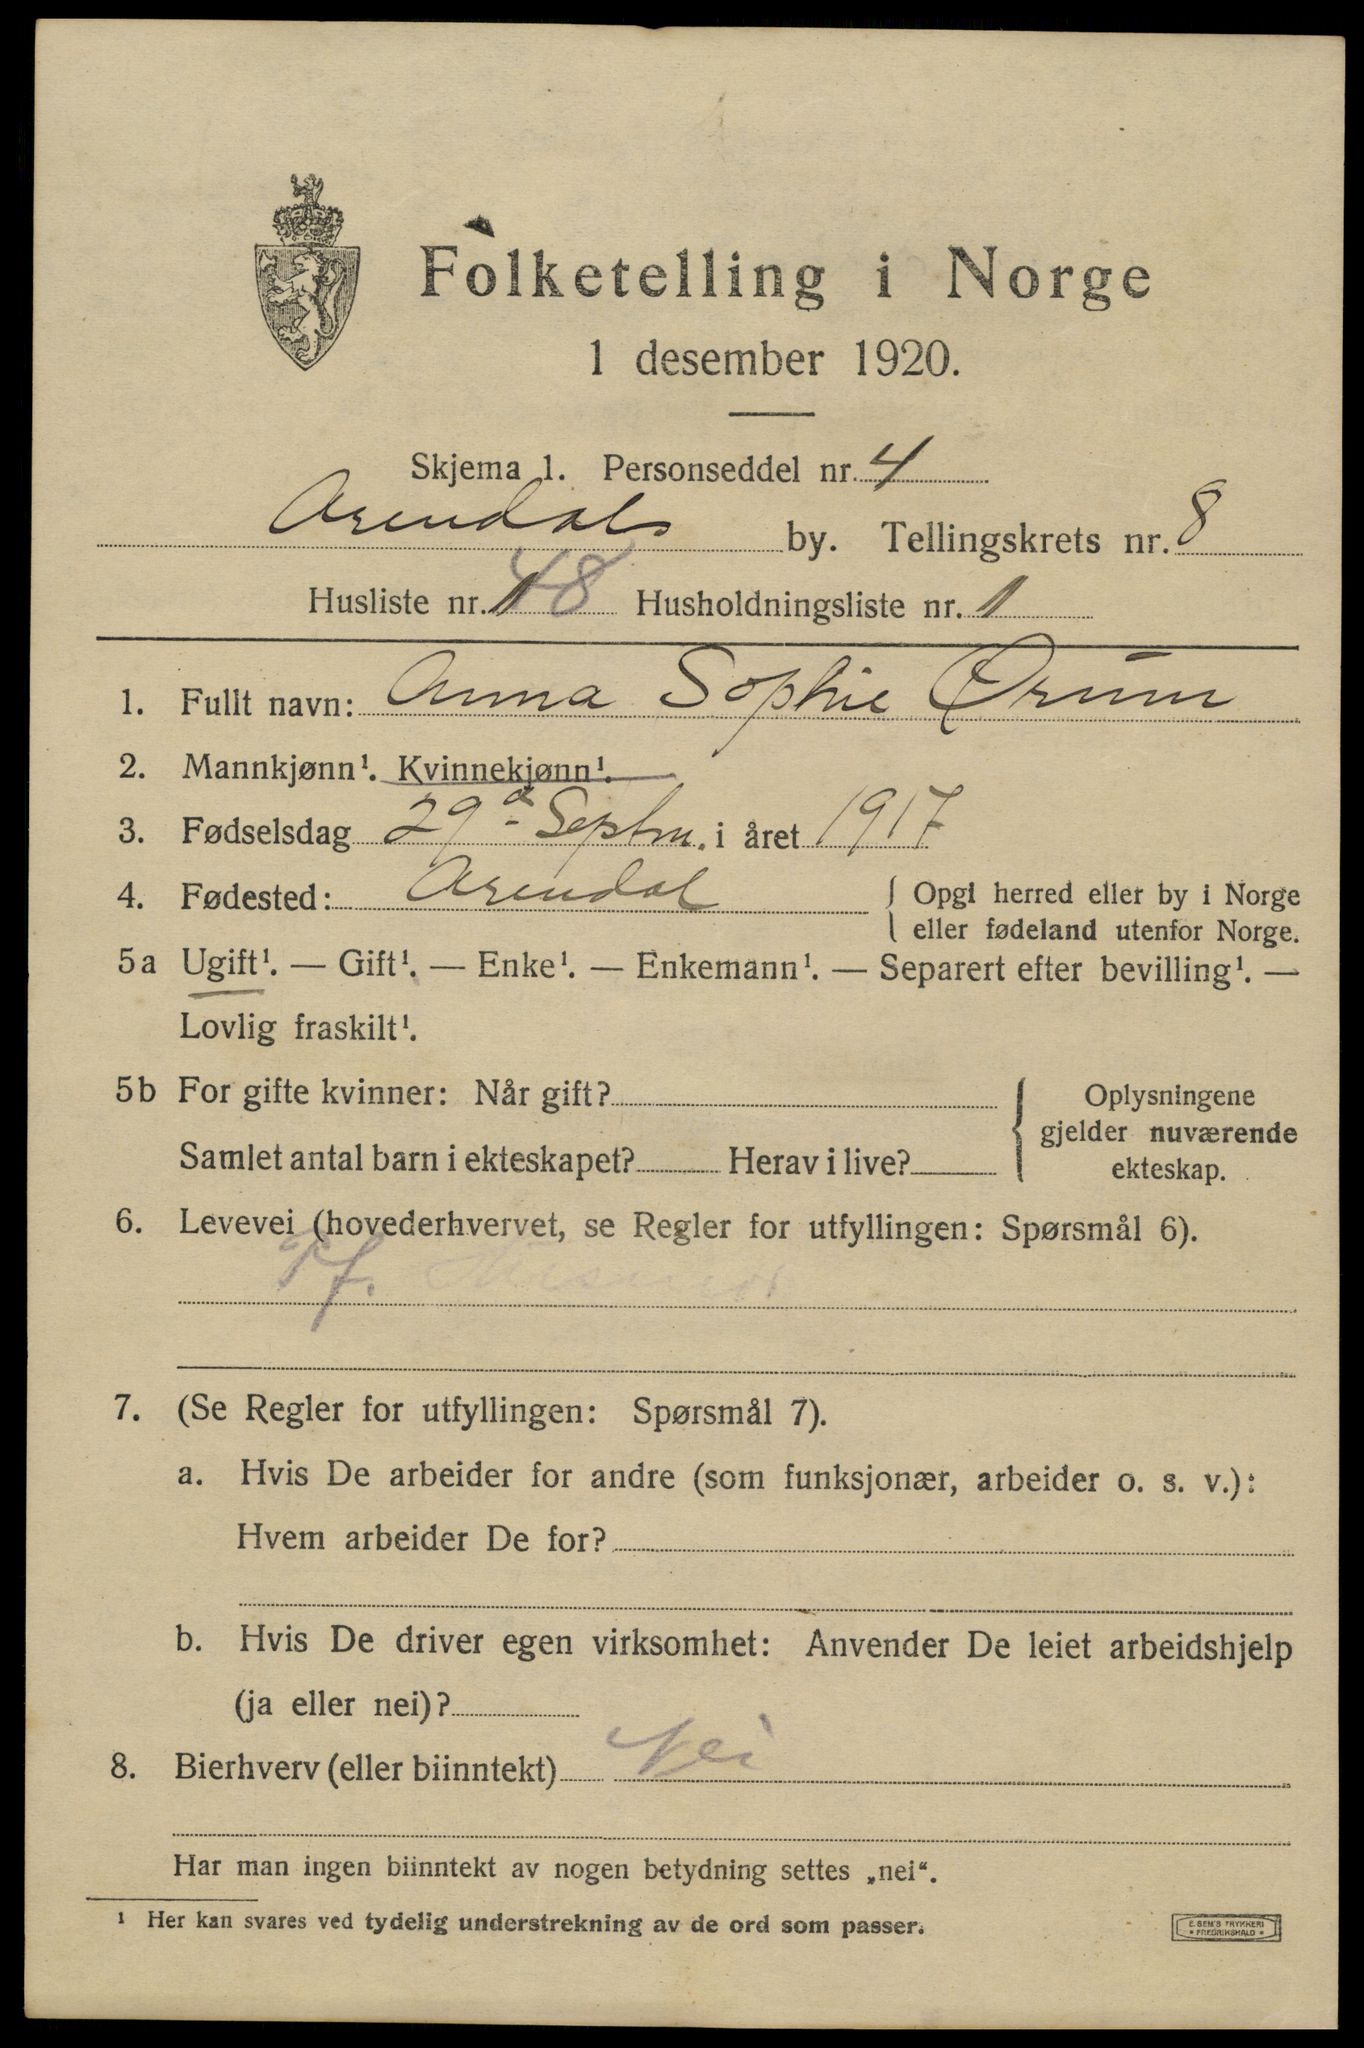 Folketelling i Norge
1 desember 1920.
Skjema 1. Personseddel nr. 4
Arendals by. Tellingskrets nr. 8
Husliste nr. 1 48 Husholdningsliste nr. 1
1. Fullt navn: Anna Sophie Ørum
2. Mannkjønn¹. Kvinnekjønn¹.
3. Fødselsdag 29d Septm. i året 1917
4. Fødested: Arendal { Opgi herred eller by i Norge
eller fødeland utenfor Norge.
5a Ugift¹. — Gift¹. — Enke¹. — Enkemann¹. — Separert efter bevilling¹. —
Lovlig fraskilt¹.
5b For gifte kvinner: Når gift? { Oplysningene
gjelder nuværende
Samlet antal barn i ekteskapet? Herav i live?
ekteskap.
6. Levevei (hovederhvervet, se Regler for utfyllingen: Spørsmål 6).
7. (Se Regler for utfyllingen: Spørsmål 7).
a. Hvis De arbeider for andre (som funksjonær, arbeider o. s. v.):
Hvem arbeider De for?
b. Hvis De driver egen virksomhet: Anvender De leiet arbeidshjelp
(ja eller nei)?
8. Bierhverv (eller biinntekt) Nei
Har man ingen biinntekt av nogen betydning settes „nei“.
¹ Her kan svares ved tydelig understrekning av de ord som passer.
E. SEM'S TRYKKERI
* FREDRIKSHALD *